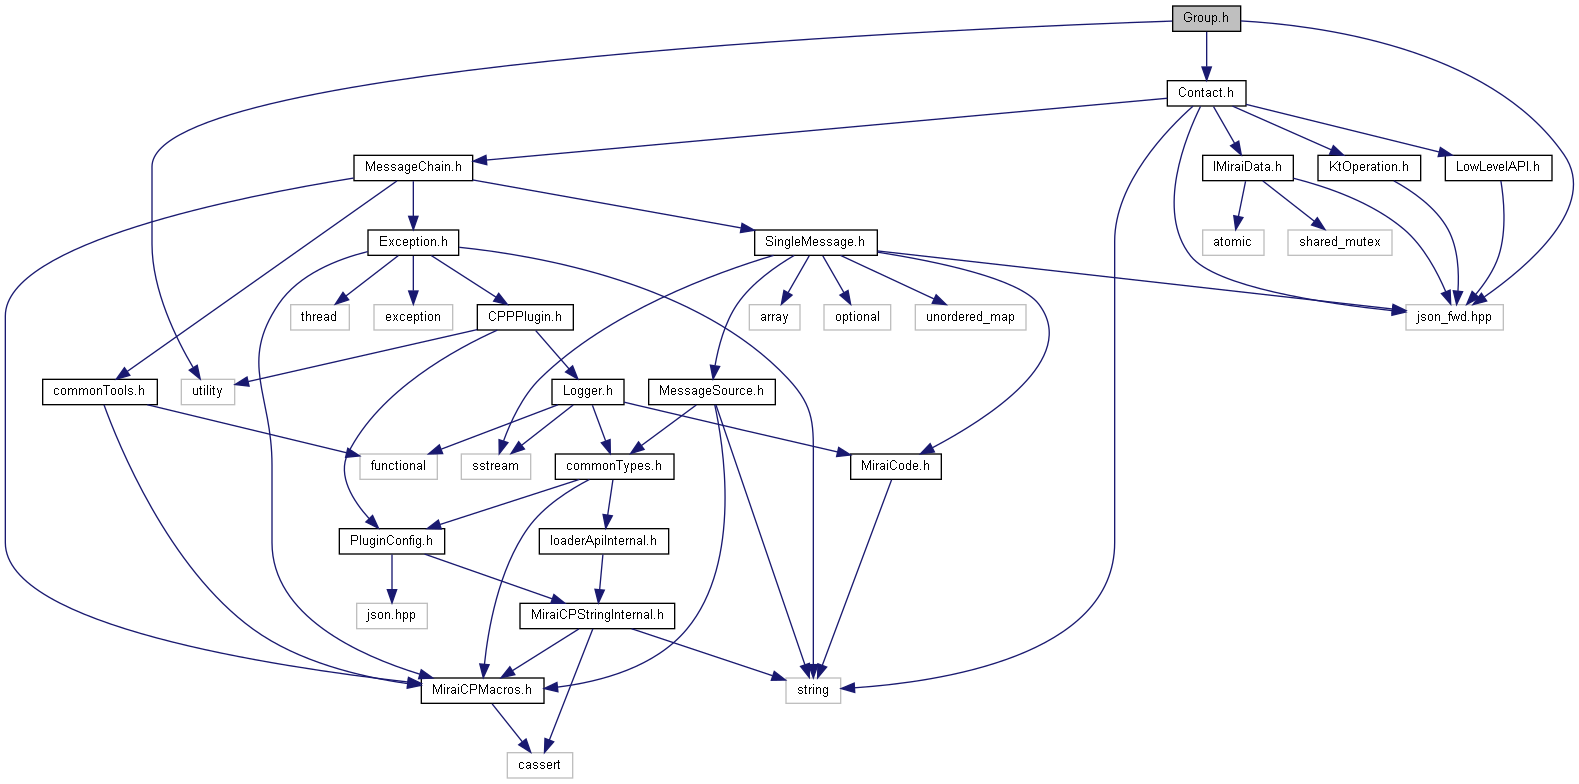 Group.h
Contact.h
MessageChain.h
IMiraiData.h
KtOperation.h
LowLevelAPI.h
Exception.h
SingleMessage.h
atomic
shared_mutex
thread
exception
CPPPlugin.h
array
optional
unordered_map
json_fwd.hpp
commonTools.h
utility
Logger.h
MessageSource.h
functional
sstream
commonTypes.h
MiraiCode.h
PluginConfig.h
loaderApiInternal.h
json.hpp
MiraiCPStringInternal.h
MiraiCPMacros.h
string
cassert